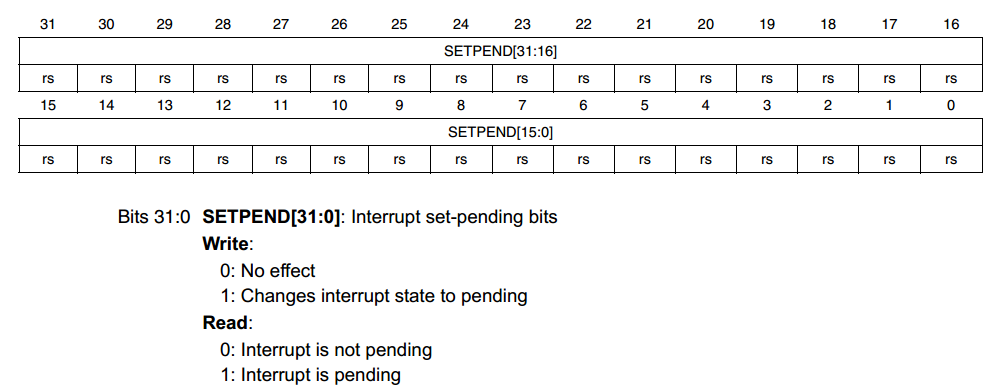 31 30 29 28 27 26 25 24 23 22 21 20 19 18 17 16
SETPEND[31:16]
rs rs rs rs rs rs rs rs rs rs rs rs rs rs rs rs
15 14 13 12 11 10 9 8 7 6 5 4 3 2 1 0
SETPEND[15:0]
rs rs rs rs rs rs rs rs rs rs rs rs rs rs rs rs
Bits 31:0 SETPEND[31:0]: Interrupt set-pending bits
Write:
0: No effect
1: Changes interrupt state to pending
Read:
0: Interrupt is not pending
1: Interrupt is pending